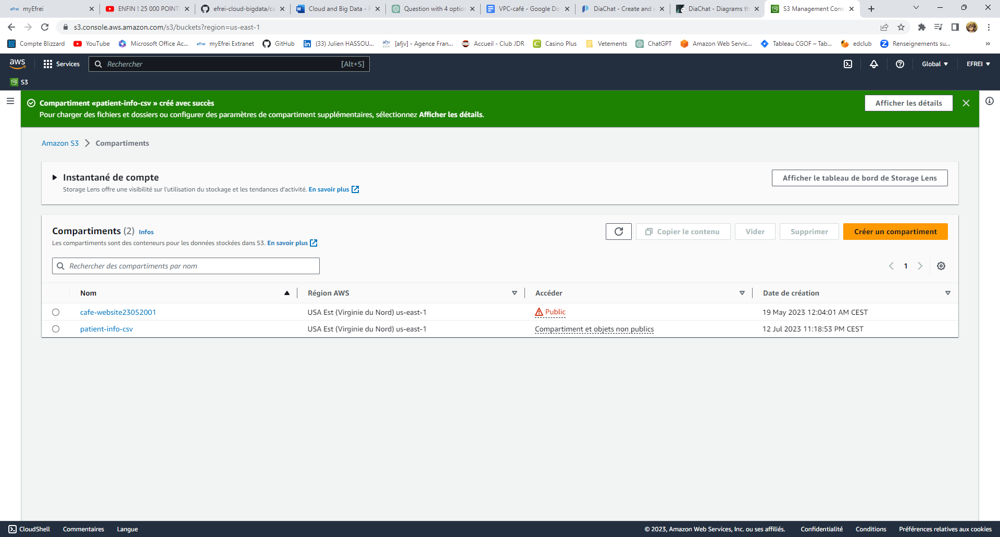 myEfrei
ENFIN ! 25 000 POINT
efrei-cloud-bigdata/ca
Cloud and Big Data - P
Question with 4 option
VPC-café - Google Do
DiaChat - Create and e
DiaChat - Diagrams th
S3 Management Cons
s3.console.aws.amazon.com/s3/buckets?region=us-east-1
Compte Blizzard
YouTube
Microsoft Office Ac...
myEfrei Extranet
GitHub
(33) Julien HASSOU...
[afjv] - Agence Fran...
Accueil - Club JDR
Casino Plus
Vetements
ChatGPT
Amazon Web Servic...
Tableau CGOF – Tab...
edclub
Renseignements su...
aws
Services
Rechercher
[Alt+S]
Global
EFREI
S3
Compartiment «patient-info-csv » créé avec succès
Pour charger des fichiers et dossiers ou configurer des paramètres de compartiment supplémentaires, sélectionnez Afficher les détails.
Afficher les détails
Amazon S3 > Compartiments
Instantané de compte
Storage Lens offre une visibilité sur l'utilisation du stockage et les tendances d'activité. En savoir plus
Afficher le tableau de bord de Storage Lens
Compartiments (2) Infos
Les compartiments sont des conteneurs pour les données stockées dans S3. En savoir plus
Copier le contenu
Vider
Supprimer
Créer un compartiment
Rechercher des compartiments par nom
1
Nom Région AWS Accéder Date de création
cafe-website23052001 USA Est (Virginie du Nord) us-east-1 Public 19 May 2023 12:04:01 AM CEST
patient-info-csv USA Est (Virginie du Nord) us-east-1 Compartiment et objets non publics 12 Jul 2023 11:18:53 PM CEST
CloudShell Commentaires Langue
© 2023, Amazon Web Services, Inc. ou ses affiliés. Confidentialité Conditions Préférences relatives aux cookies